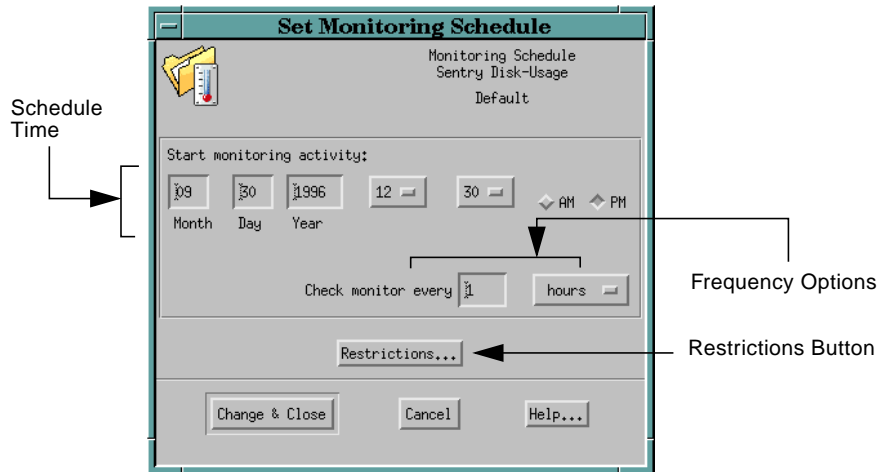 Set Monitoring Schedule
Monitoring Schedule
Sentry Disk-Usage
Default
Schedule
Time
Start monitoring activity:
09 30 1996 12 30 AM PM
Month Day Year
Check monitor every 1 hours
Frequency Options
Restrictions...
Restrictions Button
Change & Close Cancel Help...